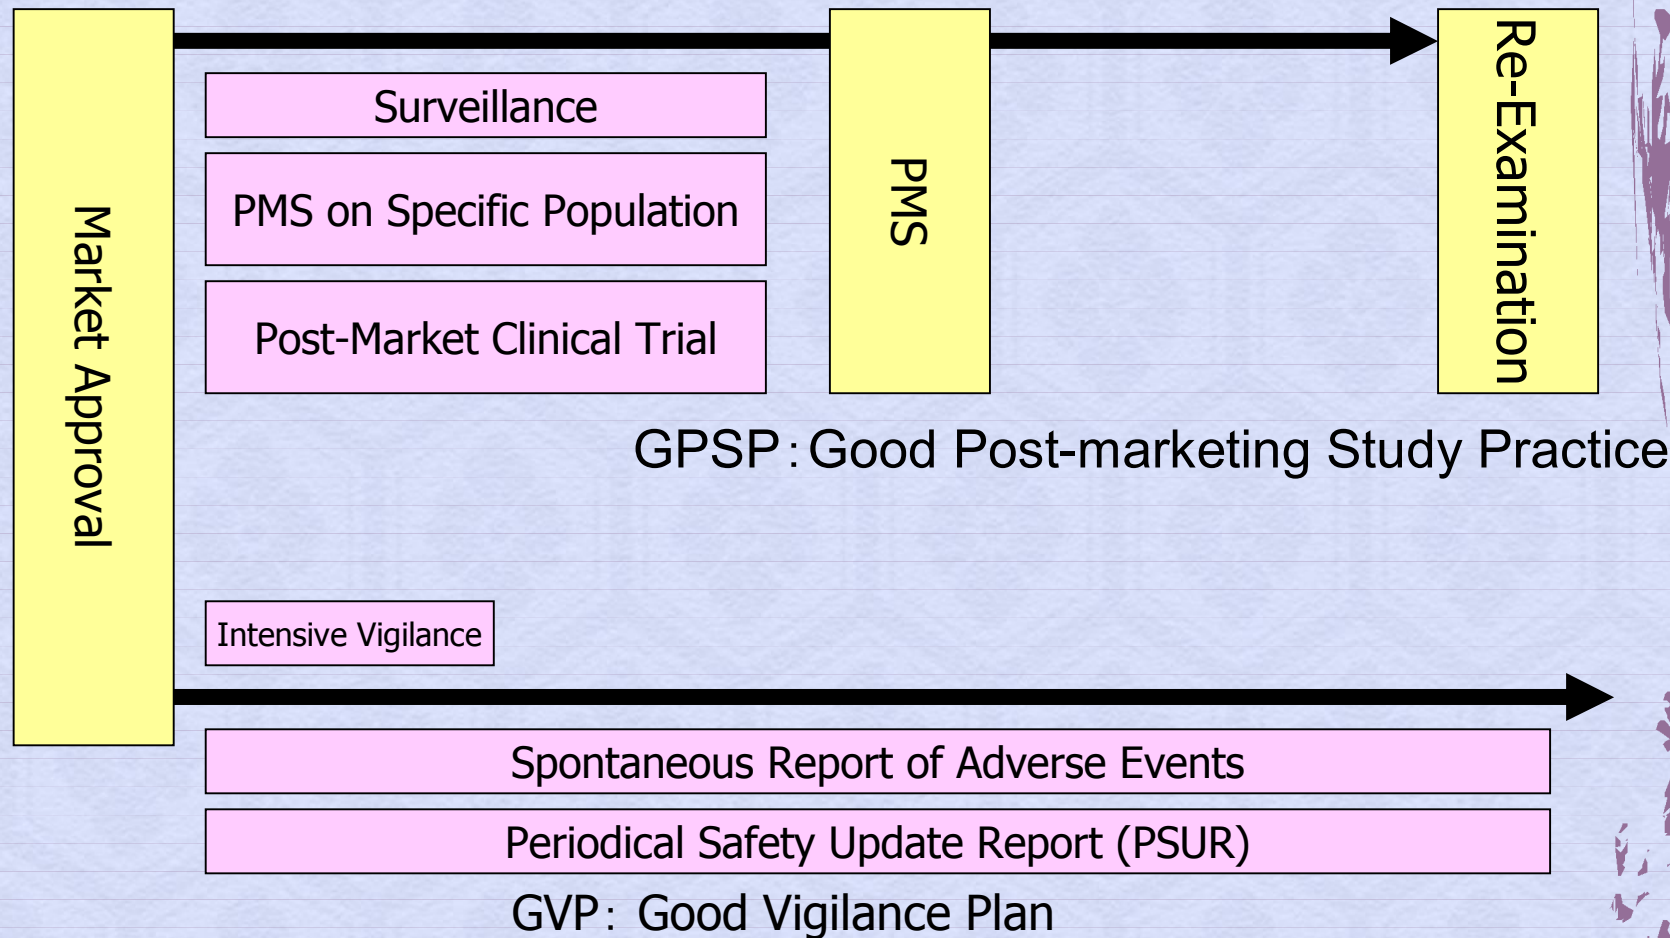 Market Approval
Surveillance
PMS on Specific Population
Post-Market Clinical Trial
PMS
Re-Examination
GPSP：Good Post-marketing Study Practice
Intensive Vigilance
Spontaneous Report of Adverse Events
Periodical Safety Update Report (PSUR)
GVP： Good Vigilance Plan